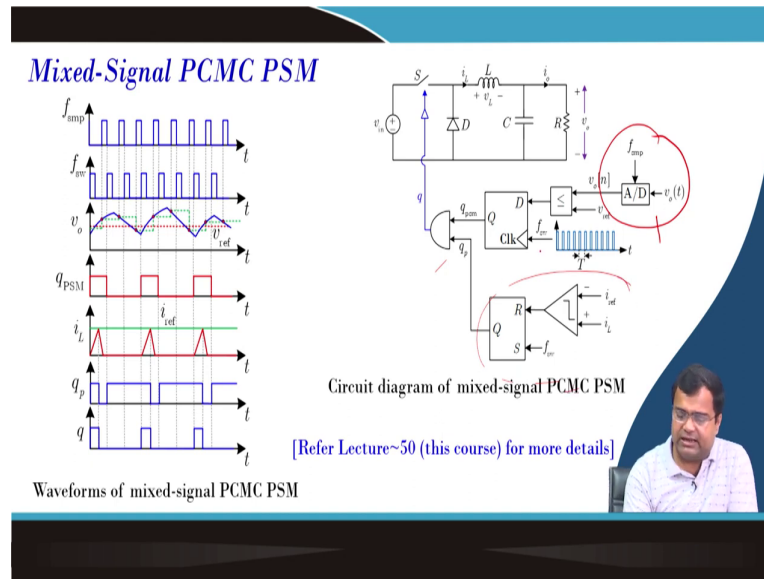 Mixed-Signal PCMC PSM
f_smp
t
f_sw
t
v_o
v_ref
t
q_PSM
t
i_L
i_ref
t
q_p
t
q
t
Waveforms of mixed-signal PCMC PSM
S
i_L
L
i_o
+ v_L -
v_in
+
-
D
C
R
+
v_o
-
q
f_smp
v_o[n]
A/D
v_o(t)
q_psm
Q
D
≤
v_ref
Clk
f_sw
t
T
q_p
R
Q
S
f_sw
-
i_ref
+
i_L
Circuit diagram of mixed-signal PCMC PSM
[Refer Lecture~50 (this course) for more details]